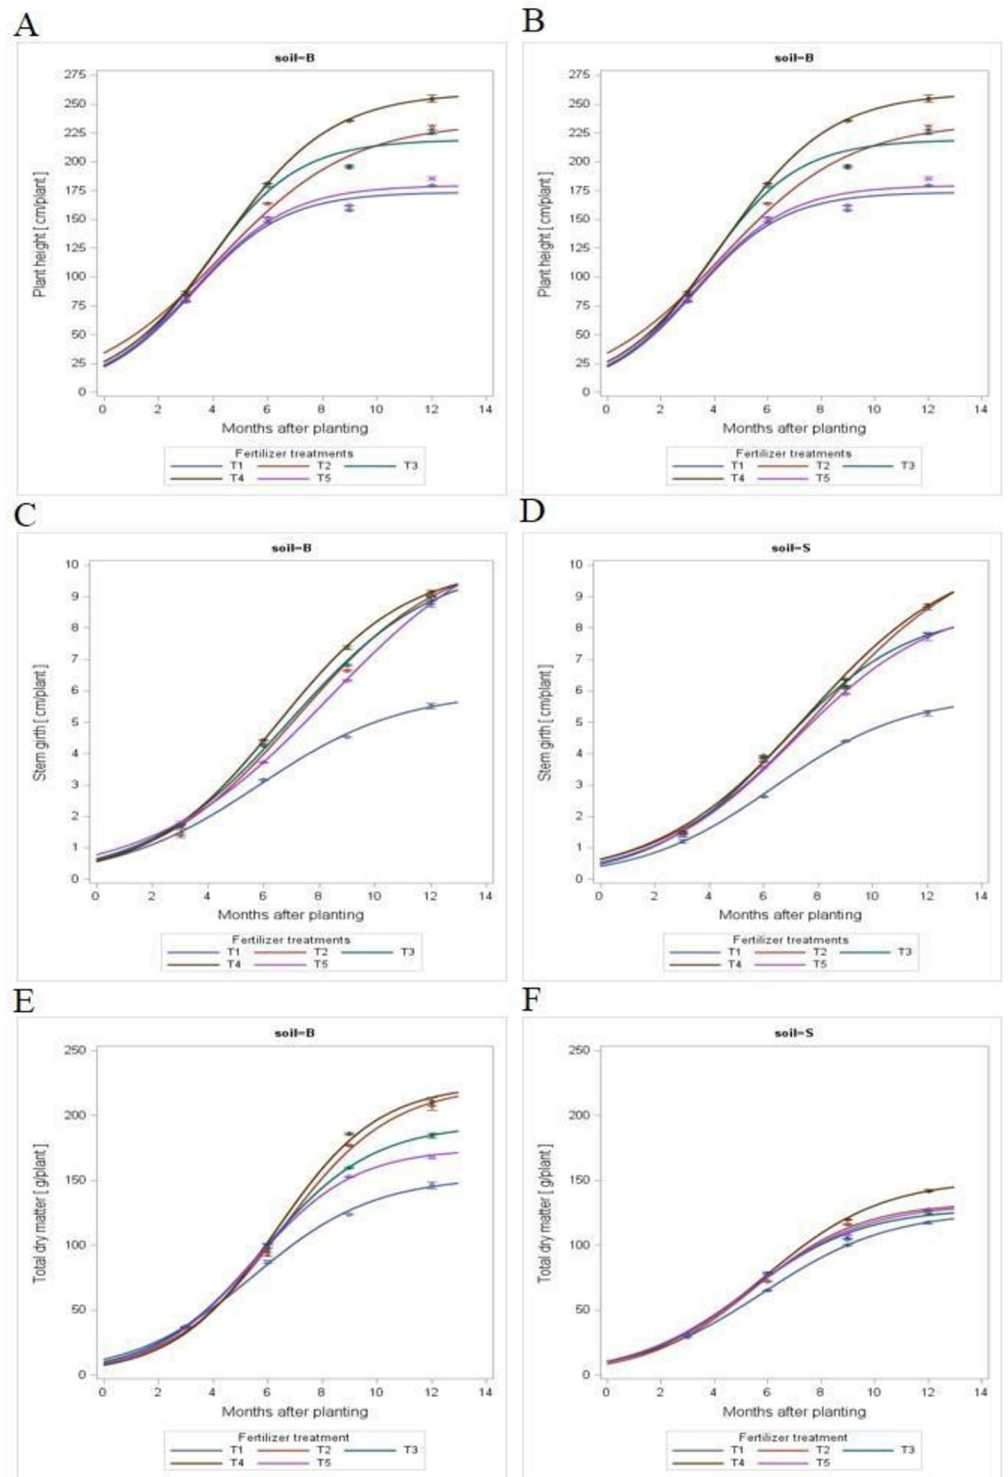 A
soil=B
Plant height [ cm/plant ]
275
250
225
200
175
150
125
100
75
50
25
0
0 2 4 6 8 10 12 14
Months after planting
Fertilizer treatments
T1 T2 T3
T4 T5
B
soil=B
Plant height [ cm/plant ]
275
250
225
200
175
150
125
100
75
50
25
0
0 2 4 6 8 10 12 14
Months after planting
Fertilizer treatments
T1 T2 T3
T4 T5
C
soil=B
Stem girth [ cm/plant ]
10
9
8
7
6
5
4
3
2
1
0
0 2 4 6 8 10 12 14
Months after planting
Fertilizer treatments
T1 T2 T3
T4 T5
D
soil=S
Stem girth [ cm/plant ]
10
9
8
7
6
5
4
3
2
1
0
0 2 4 6 8 10 12 14
Months after planting
Fertilizer treatments
T1 T2 T3
T4 T5
E
soil=B
Total dry matter [ g/plant ]
250
200
150
100
50
0
0 2 4 6 8 10 12 14
Months after planting
Fertilizer treatment
T1 T2 T3
T4 T5
F
soil=S
Total dry matter [ g/plant ]
250
200
150
100
50
0
0 2 4 6 8 10 12 14
Months after planting
Fertilizer treatment
T1 T2 T3
T4 T5